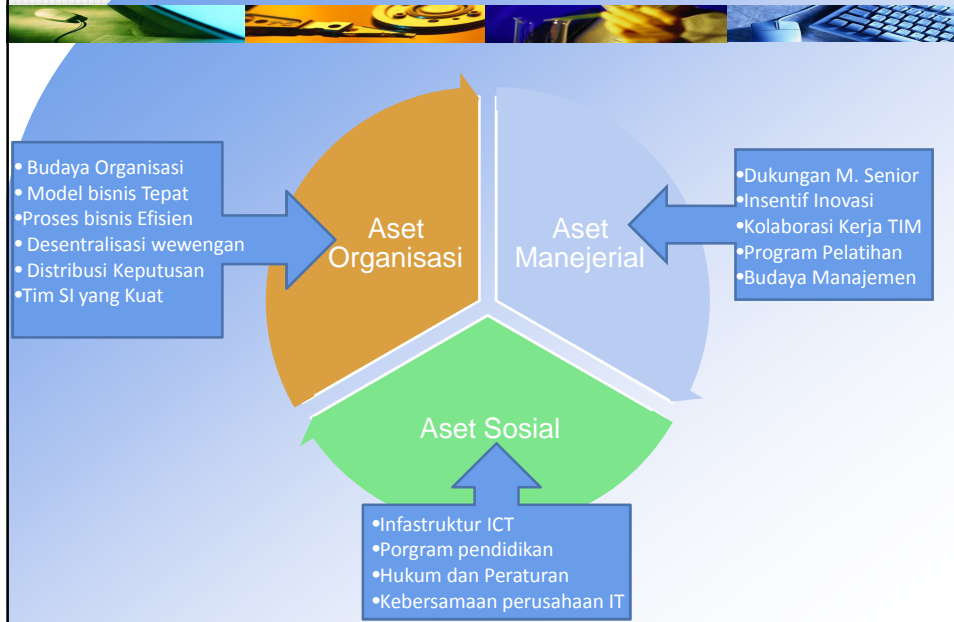 • Budaya Organisasi
• Model bisnis Tepat
•Proses bisnis Efisien
• Desentralisasi wewengan
• Distribusi Keputusan
•Tim SI yang Kuat
Aset
Organisasi
Aset
Manejerial
•Dukungan M. Senior
•Insentif Inovasi
•Kolaborasi Kerja TIM
•Program Pelatihan
•Budaya Manajemen
Aset Sosial
•Infastruktur ICT
•Porgram pendidikan
•Hukum dan Peraturan
•Kebersamaan perusahaan IT